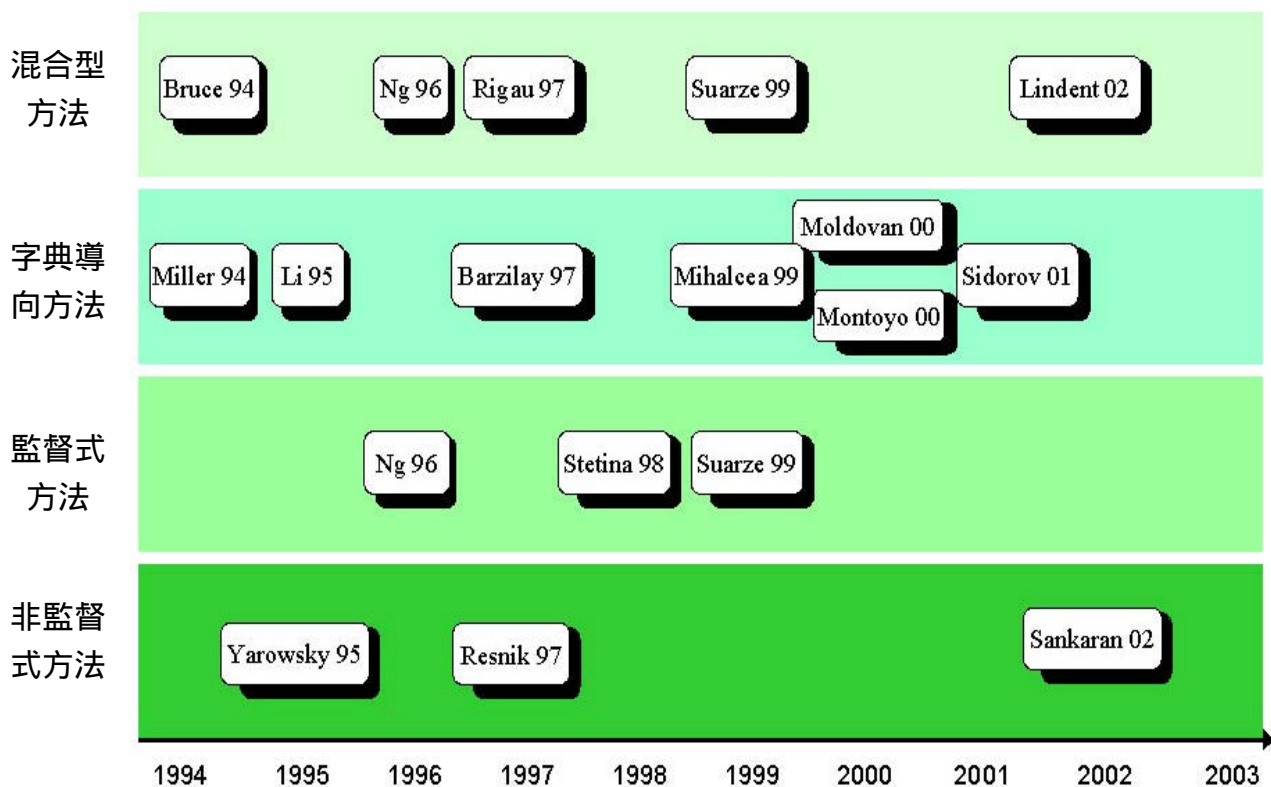 混合型
方法
Bruce 94
Ng 96
Rigau 97
Suarze 99
Lindent 02
字典導
向方法
Miller 94
Li 95
Barzilay 97
Mihalcea 99
Moldovan 00
Montoyo 00
Sidorov 01
監督式
方法
Ng 96
Stetina 98
Suarze 99
非監督
式方法
Yarowsky 95
Resnik 97
Sankaran 02
1994 1995 1996 1997 1998 1999 2000 2001 2002 2003